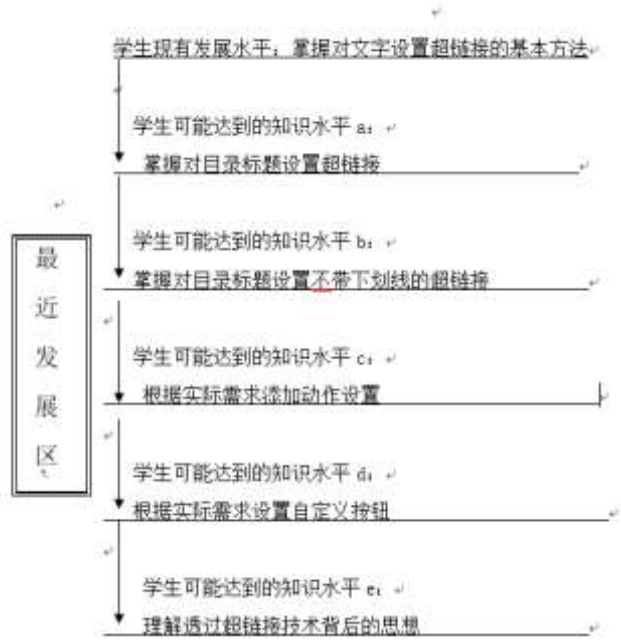 学生现有发展水平：掌握对文字设置超链接的基本方法
学生可能达到的知识水平 a：
掌握对目录标题设置超链接
学生可能达到的知识水平 b：
掌握对目录标题设置不带下划线的超链接
最近发展区
学生可能达到的知识水平 c：
根据实际需求添加动作设置
学生可能达到的知识水平 d：
根据实际需求设置自定义按钮
学生可能达到的知识水平 e：
理解透过超链接技术背后的思想